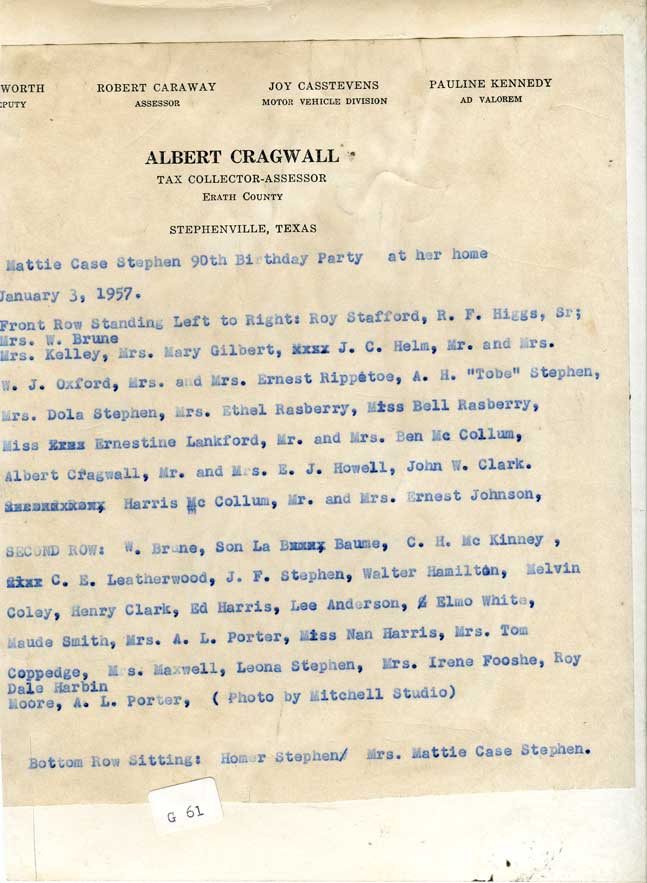 WORTH ROBERT CARAWAY JOY CASSTEVENS PAULINE KENNEDY
EPUTY ASSESSOR MOTOR VEHICLE DIVISION AD VALOREM
ALBERT CRAGWALL
TAX COLLECTOR-ASSESSOR
ERATH COUNTY
STEPHENVILLE, TEXAS
Mattie Case Stephen 90th Birthday Party at her home
January 3, 1957.
Front Row Standing Left to Right: Roy Stafford, R. F. Higgs, Sr;
Mrs. W. Brune
Mrs. Kelley, Mrs. Mary Gilbert, J. C. Helm, Mr. and Mrs.
W. J. Oxford, Mrs. and Mrs. Ernest Rippetoe, A. H. "Tobe" Stephen,
Mrs. Dola Stephen, Mrs. Ethel Rasberry, Miss Bell Rasberry,
Miss Ernestine Lankford, Mr. and Mrs. Ben Mc Collum,
Albert Cragwall, Mr. and Mrs. E. J. Howell, John W. Clark.
Harris Mc Collum, Mr. and Mrs. Ernest Johnson,
SECOND ROW: W. Brune, Son La Baume, C. H. Mc Kinney ,
C. E. Leatherwood, J. F. Stephen, Walter Hamilton, Melvin
Coley, Henry Clark, Ed Harris, Lee Anderson, Elmo White,
Maude Smith, Mrs. A. L. Porter, Miss Nan Harris, Mrs. Tom
Coppedge, Mrs. Maxwell, Leona Stephen, Mrs. Irene Fooshe, Roy
Dale Harbin
Moore, A. L. Porter, ( Photo by Mitchell Studio)
Bottom Row Sitting: Homer Stephen/ Mrs. Mattie Case Stephen.
G 61